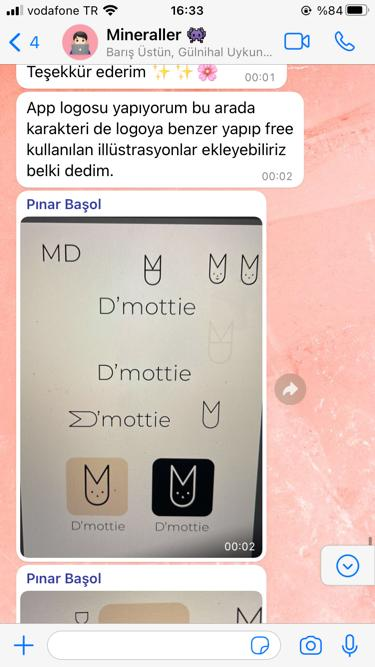 vodafone TR
16:33
%84
4
Mineraller
Barış Üstün, Gülnihal Uykun...
Teşekkür ederim
00:01
App logosu yapıyorum bu arada
karakteri de logoya benzer yapıp free
kullanılan illüstrasyonlar ekleyebiliriz
belki dedim.
00:02
Pınar Başol
MD
D'mottie
D'mottie
D'mottie
D'mottie
D'mottie
00:02
Pınar Başol